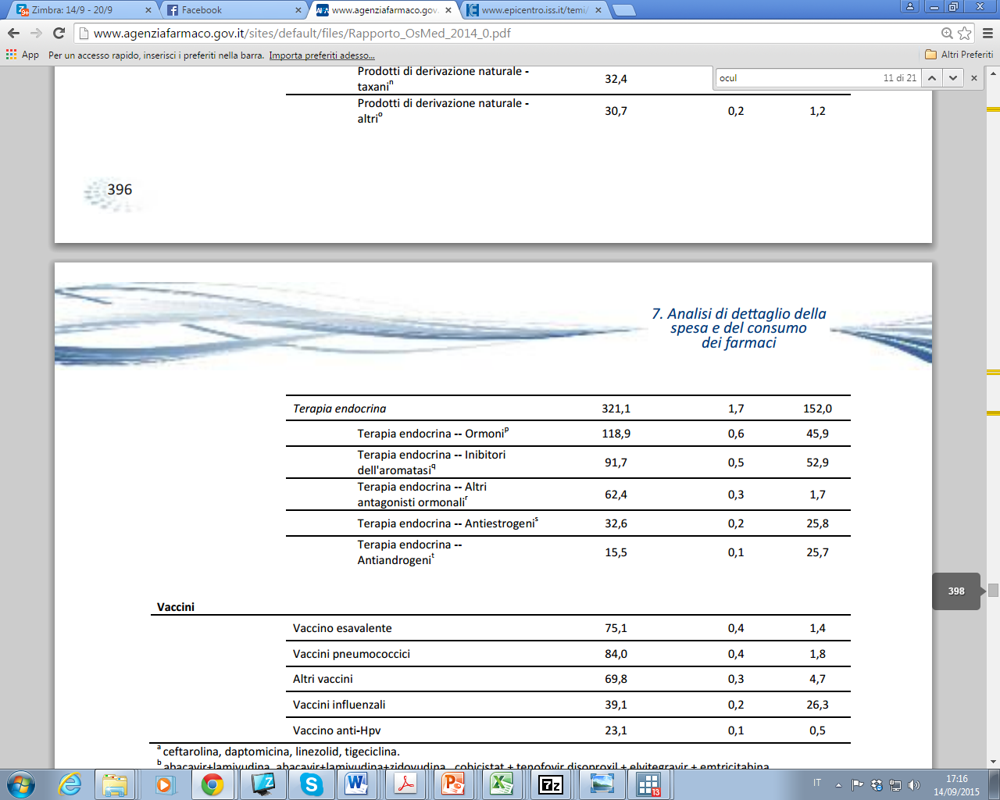 Zimbra: 14/9 - 20/9
Facebook
www.agenziafarmaco.gov.
www.epicentro.iss.it/temi/
www.agenziafarmaco.gov.it/sites/default/files/Rapporto_OsMed_2014_0.pdf
App Per un accesso rapido, inserisci i preferiti nella barra. Importa preferiti adesso... Altri Preferiti
ocul 11 di 21
Prodotti di derivazione naturale -
taxani^n 32,4
Prodotti di derivazione naturale -
altri^o 30,7 0,2 1,2
396
7. Analisi di dettaglio della
spesa e del consumo
dei farmaci
Terapia endocrina 321,1 1,7 152,0
Terapia endocrina -- Ormoni^p 118,9 0,6 45,9
Terapia endocrina -- Inibitori
dell'aromatasi^q 91,7 0,5 52,9
Terapia endocrina -- Altri
antagonisti ormonali^r 62,4 0,3 1,7
Terapia endocrina -- Antiestrogeni^s 32,6 0,2 25,8
Terapia endocrina --
Antiandrogeni^t 15,5 0,1 25,7
398
Vaccini
Vaccino esavalente 75,1 0,4 1,4
Vaccini pneumococcici 84,0 0,4 1,8
Altri vaccini 69,8 0,3 4,7
Vaccini influenzali 39,1 0,2 26,3
Vaccino anti-Hpv 23,1 0,1 0,5
^a ceftarolina, daptomicina, linezolid, tigeciclina.
^b abacavir+lamivudina, abacavir+lamivudina+zidovudina, cobicistat + tenofovir disoproxil + elvitegravir + emtricitabina
7z
13
IT
17:16
14/09/2015